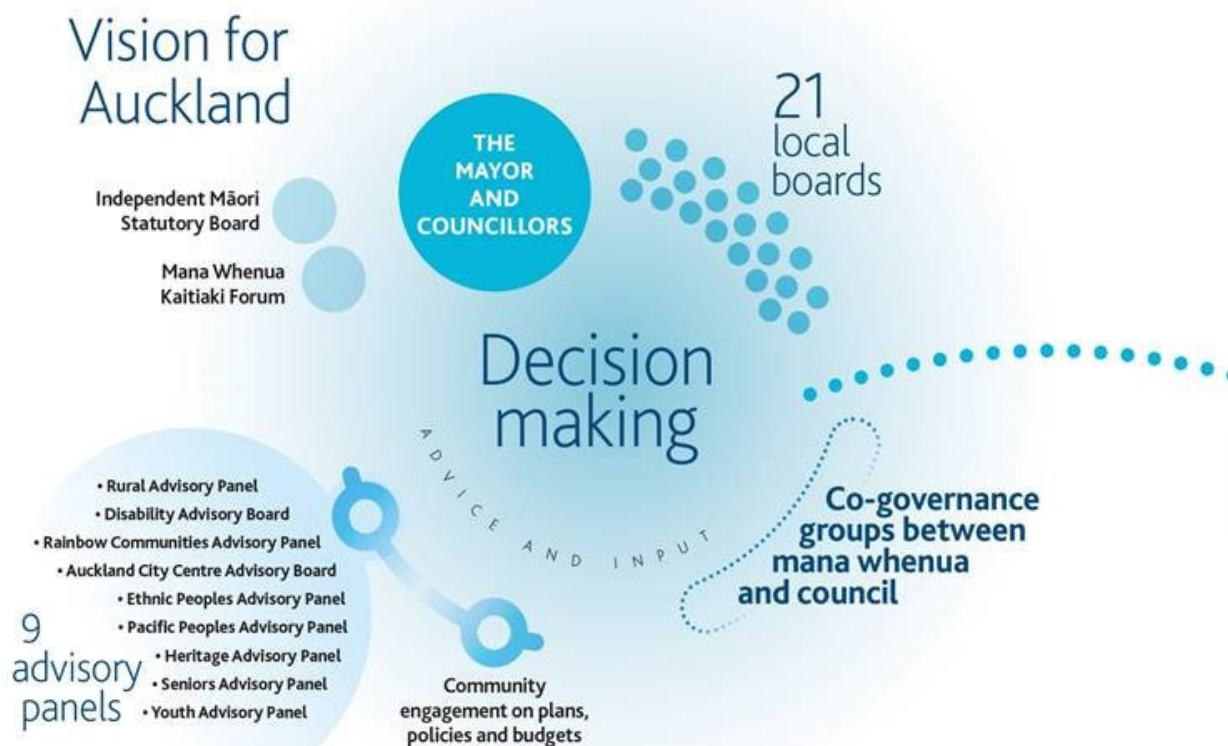 Vision for
Auckland
THE
MAYOR
AND
COUNCILLORS
21
local
boards
Independent Māori
Statutory Board
Mana Whenua
Kaitiaki Forum
Decision
making
ADVICE AND INPUT
Co-governance
groups between
mana whenua
and council
• Rural Advisory Panel
• Disability Advisory Board
• Rainbow Communities Advisory Panel
• Auckland City Centre Advisory Board
• Ethnic Peoples Advisory Panel
• Pacific Peoples Advisory Panel
• Heritage Advisory Panel
• Seniors Advisory Panel
• Youth Advisory Panel
9
advisory
panels
Community
engagement on plans,
policies and budgets